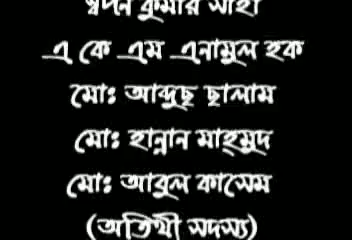 স্বপন কুমার সাহা
এ কে এম এনামুল হক
মোঃ আব্দুছ ছালাম
মোঃ হান্নান মাহমুদ
মোঃ আবুল কাসেম
(অতিথী সদস্য)